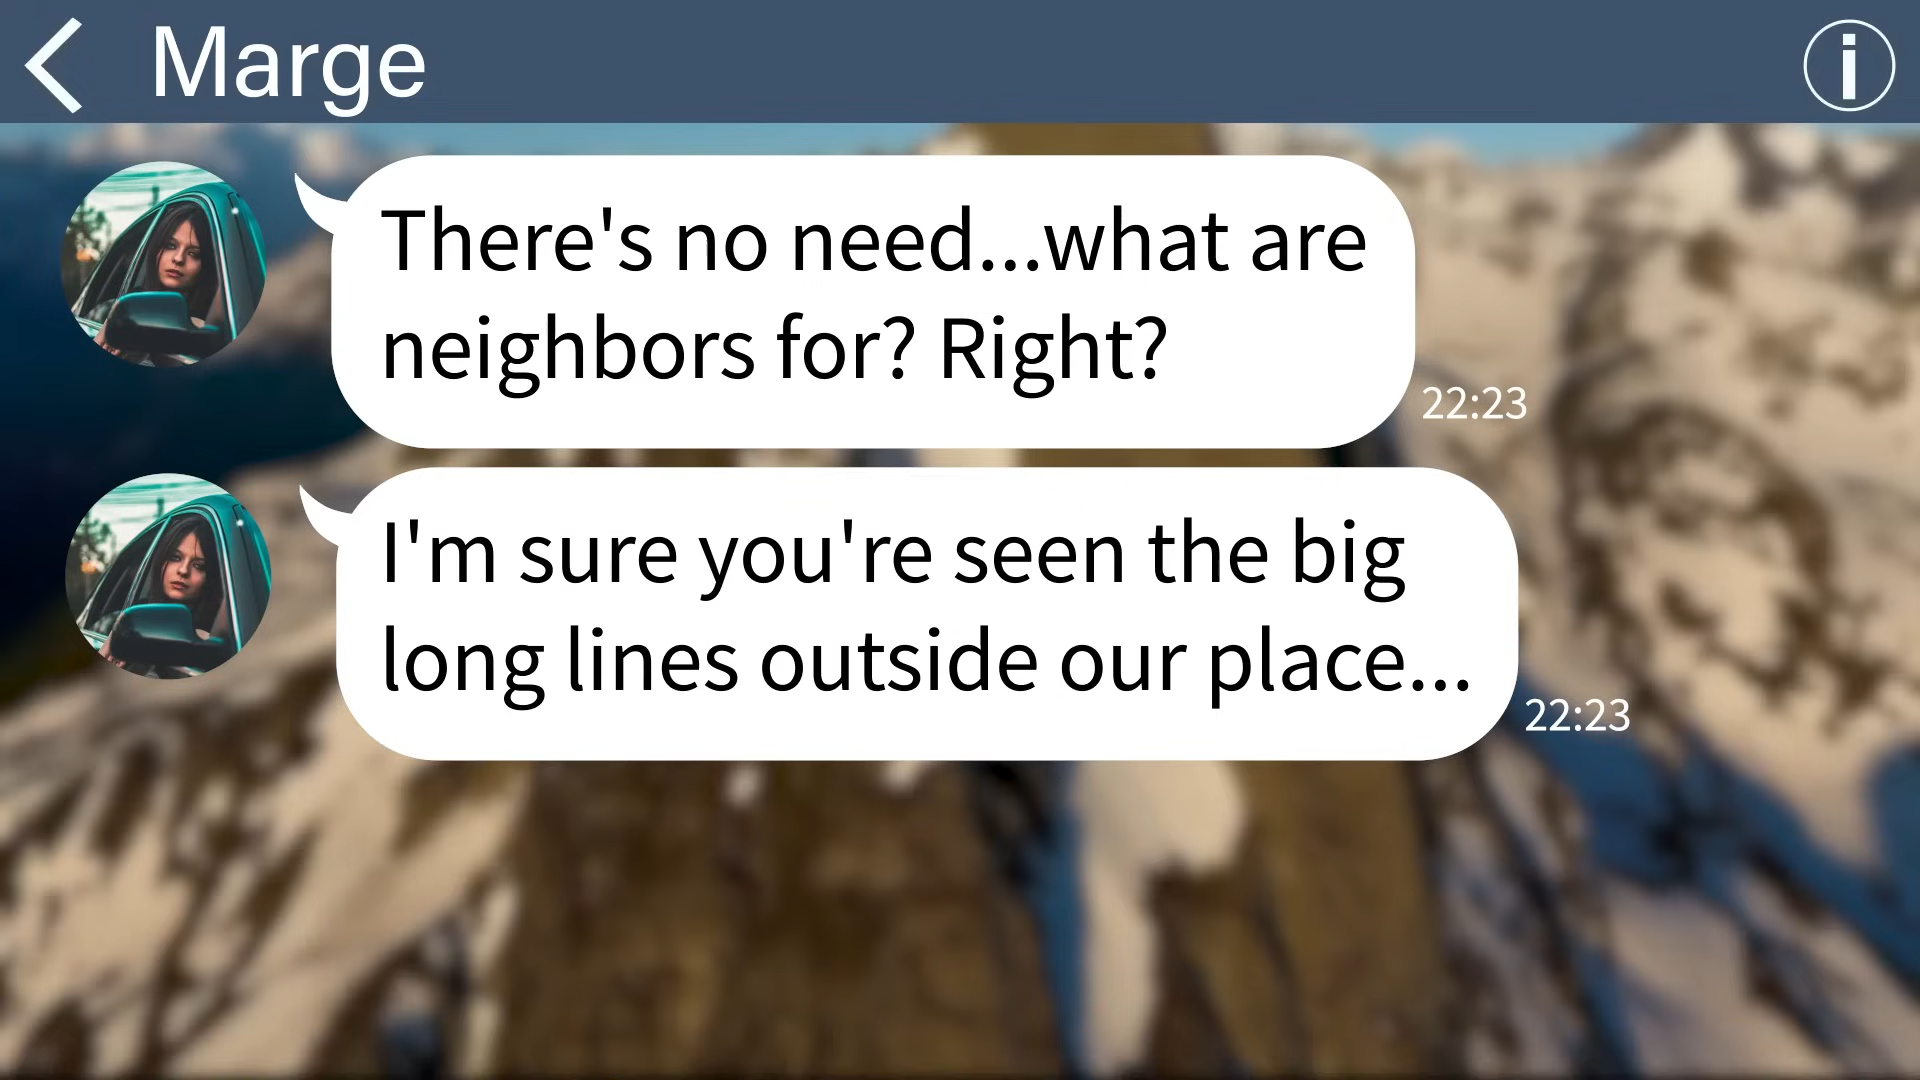 Marge
There's no need...what are
neighbors for? Right?
22:23
I'm sure you're seen the big
long lines outside our place...
22:23